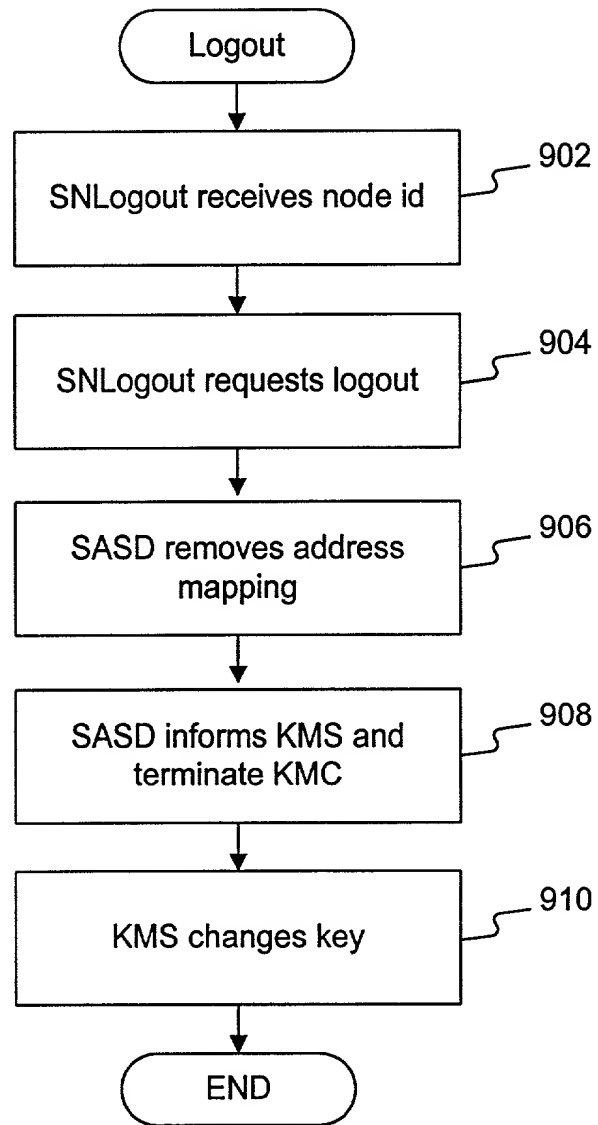 Logout
SNLogout receives node id
902
SNLogout requests logout
904
SASD removes address
mapping
906
SASD informs KMS and
terminate KMC
908
KMS changes key
910
END